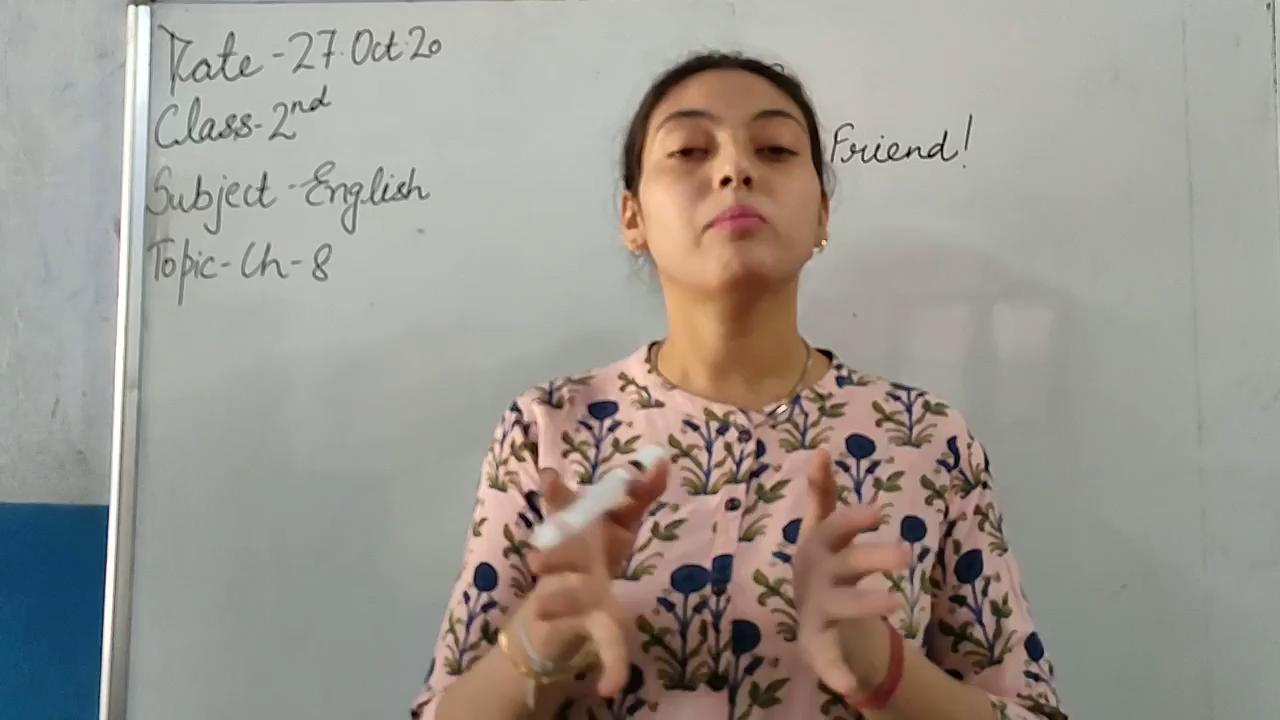 Date - 27. Oct. 20
Class - 2nd
Subject - English
Topic - Ch - 8
Friend!